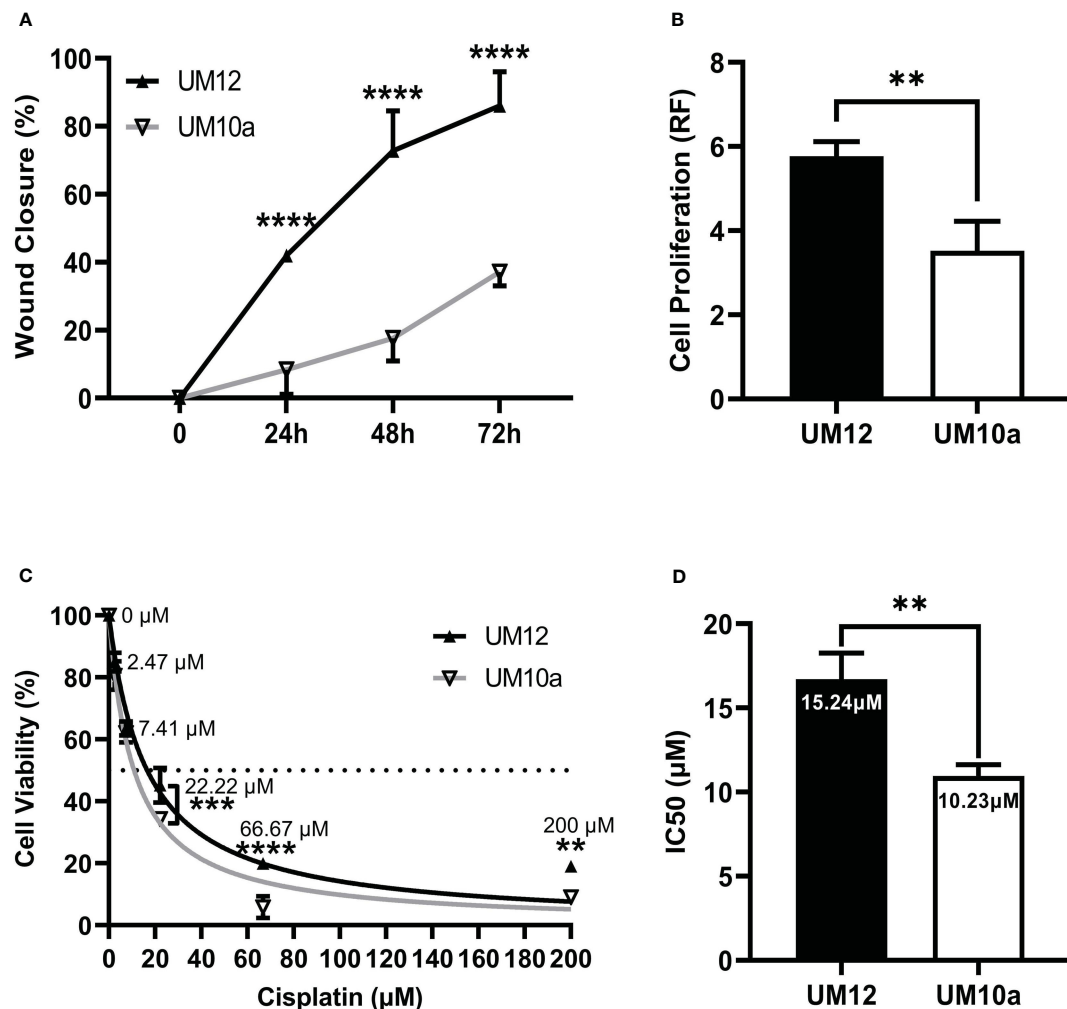 A
Wound Closure (%)
100
80
60
40
20
0
0 24h 48h 72h
UM12
UM10a
****
****
****
B
Cell Proliferation (RF)
8
6
4
2
0
**
UM12 UM10a
C
Cell Viability (%)
100
80
60
40
20
0
0 20 40 60 80 100 120 140 160 180 200
Cisplatin (µM)
UM12
UM10a
0 µM
2.47 µM
7.41 µM
22.22 µM
***
66.67 µM
****
200 µM
**
D
IC50 (µM)
20
15
10
5
0
**
15.24µM
10.23µM
UM12 UM10a